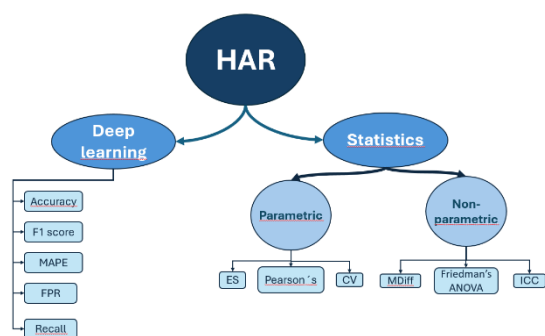 HAR
Deep
learning
Statistics
Accuracy
F1 score
MAPE
FPR
Recall
Parametric
Non-
parametric
ES
Pearson´s
CV
MDiff
Friedman's
ANOVA
ICC